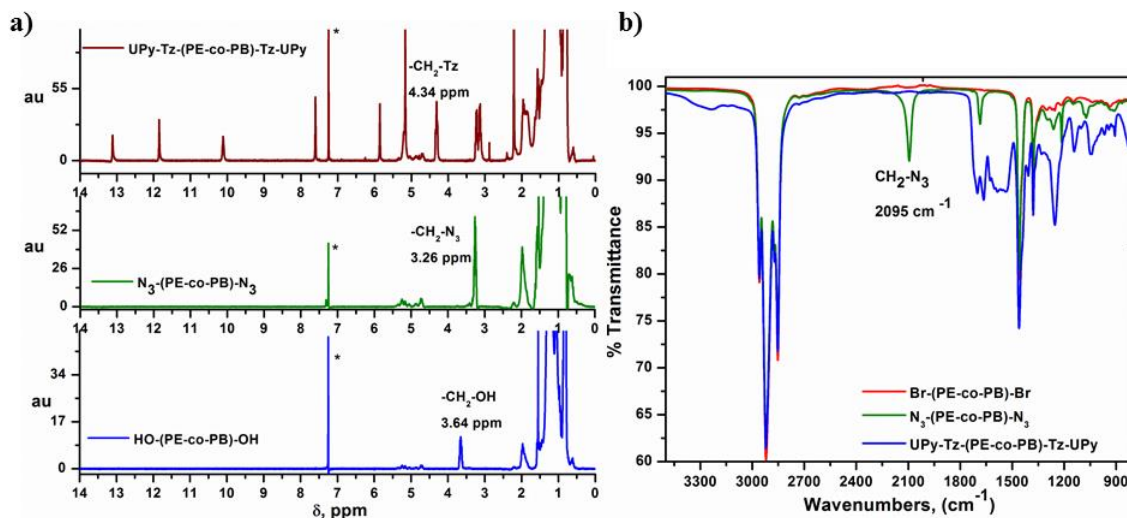 a)
UPy-Tz-(PE-co-PB)-Tz-UPy
*
-CH₂-Tz
4.34 ppm
55
au
0
14 13 12 11 10 9 8 7 6 5 4 3 2 1 0
-CH₂-N₃
3.26 ppm
*
52
26
au
0
N₃-(PE-co-PB)-N₃
14 13 12 11 10 9 8 7 6 5 4 3 2 1 0
-CH₂-OH
3.64 ppm
*
34
au
17
HO-(PE-co-PB)-OH
0
14 13 12 11 10 9 8 7 6 5 4 3 2 1 0
δ, ppm
b)
100
95
90
85
80
75
70
65
60
% Transmittance
CH₂-N₃
2095 cm⁻¹
Br-(PE-co-PB)-Br
N₃-(PE-co-PB)-N₃
UPy-Tz-(PE-co-PB)-Tz-UPy
3300 3000 2700 2400 2100 1800 1500 1200 900
Wavenumbers, (cm⁻¹)